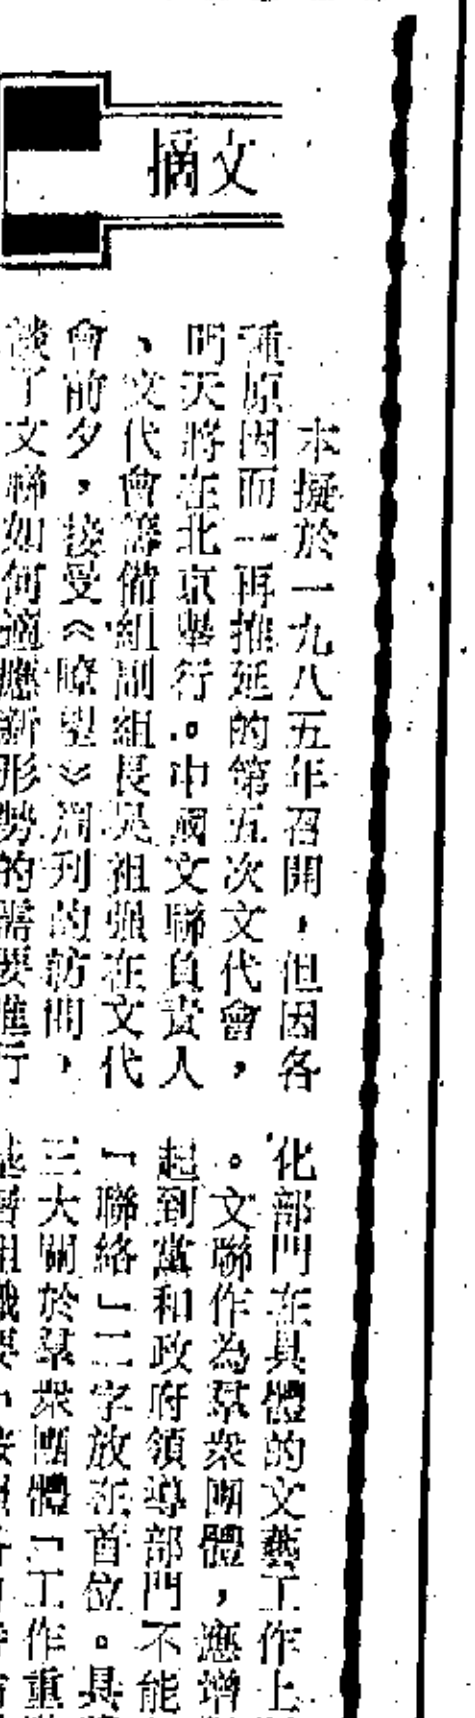 摘文
本擬於一九八五年召開，但因各
種原因而一再推延的第五次文代會，
明天將在北京舉行。中國文聯負責人
、文代會籌備組副組長吳祖強在文代
會前夕，接受《瞭望》周刊的訪問，
談了文聯如何適應新形勢的需要進行
化部門在具體的文藝工作上
。文聯作為羣衆團體，應增
起到黨和政府領導部門不能
「聯絡」二字放在首位。具
三大關於羣衆團體「工作重